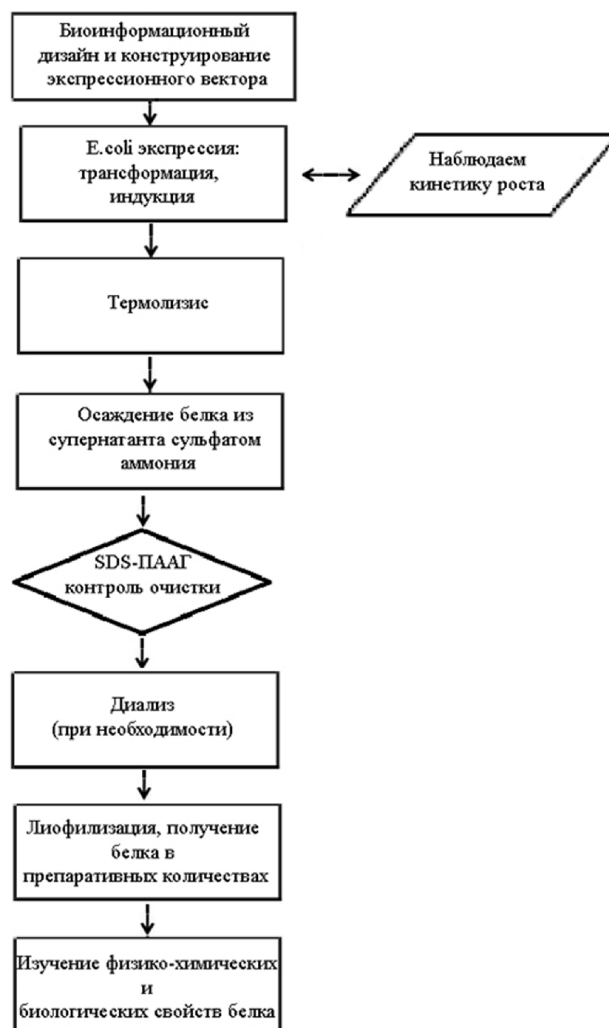 Биоинформационный
дизайн и конструирование
экспрессионного вектора
E.coli экспрессия:
трансформация,
индукция
Наблюдаем
кинетику роста
Термолизис
Осаждение белка из
супернатанта сульфатом
аммония
SDS-ПААГ
контроль очистки
Диализ
(при необходимости)
Лиофилизация, получение
белка в
препаративных количествах
Изучение физико-химических
и
биологических свойств белка